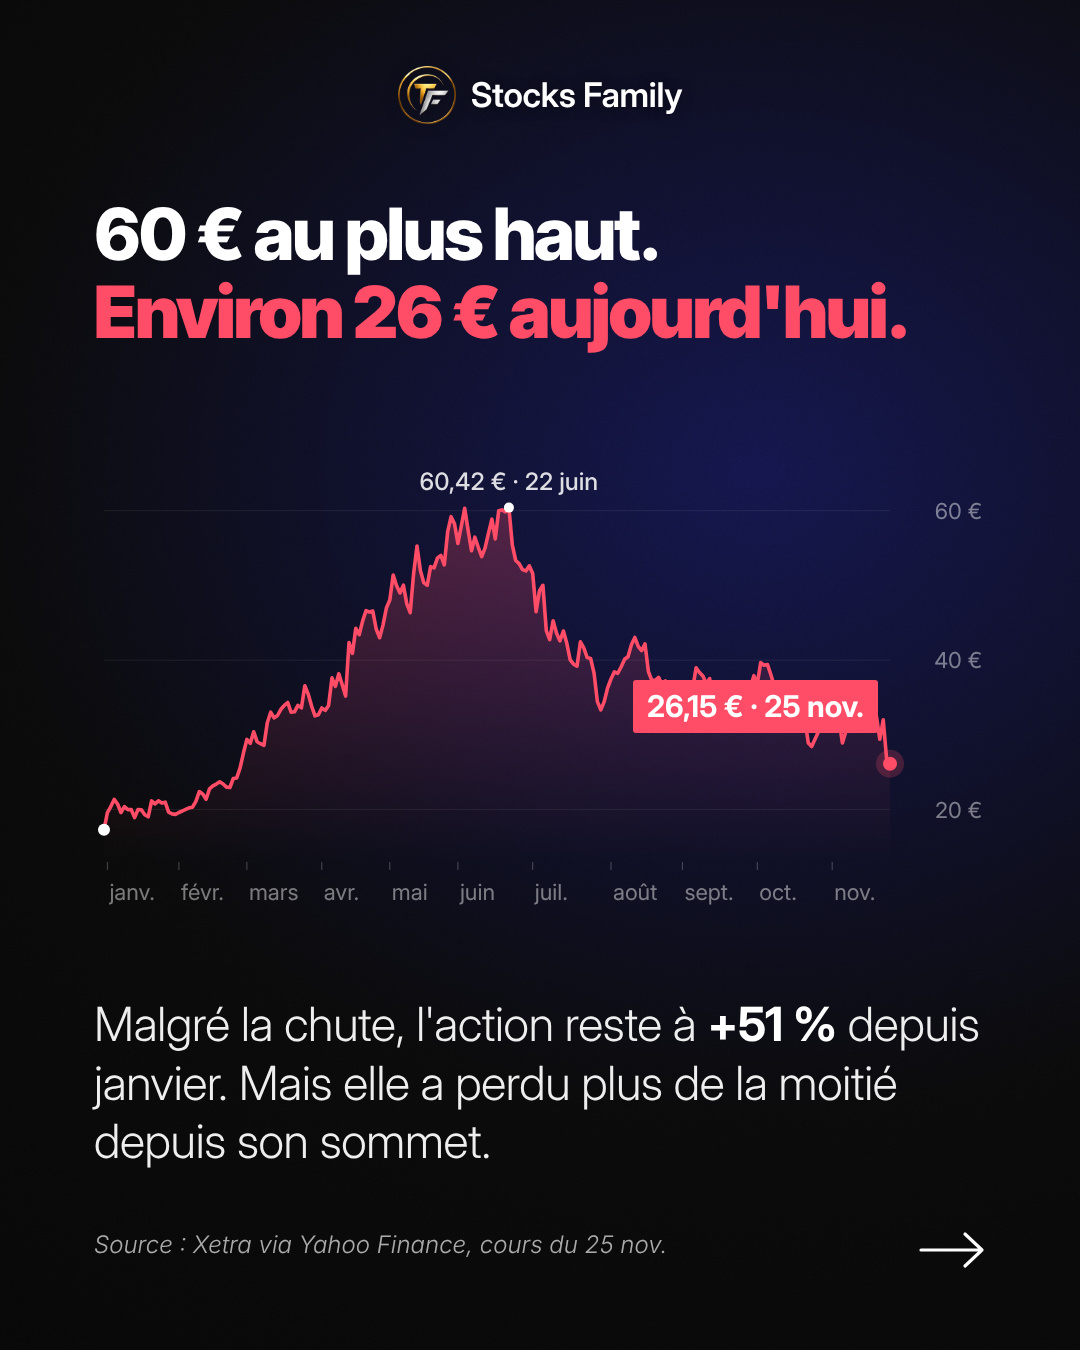 TF Stocks Family
60 € au plus haut.
Environ 26 € aujourd'hui.
60,42 € · 22 juin
60 €
40 €
26,15 € · 25 nov.
20 €
janv. févr. mars avr. mai juin juil. août sept. oct. nov.
Malgré la chute, l'action reste à +51 % depuis
janvier. Mais elle a perdu plus de la moitié
depuis son sommet.
Source : Xetra via Yahoo Finance, cours du 25 nov.